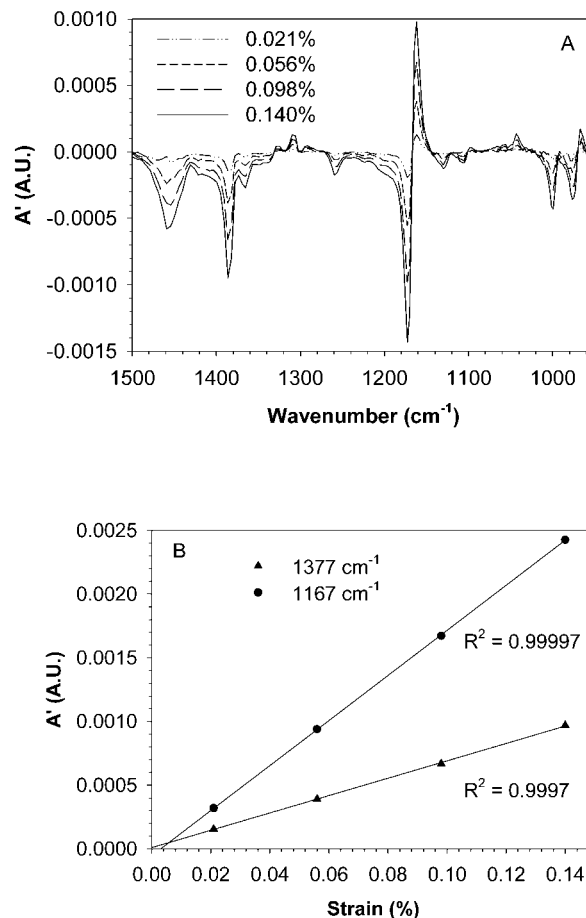 0.0010
0.0005
0.0000
-0.0005
-0.0010
-0.0015
A' (A.U.)
0.021%
0.056%
0.098%
0.140%
A
1500 1400 1300 1200 1100 1000
Wavenumber (cm⁻¹)
0.0025
0.0020
0.0015
0.0010
0.0005
0.0000
A' (A.U.)
B
1377 cm⁻¹
1167 cm⁻¹
R² = 0.99997
R² = 0.9997
0.00 0.02 0.04 0.06 0.08 0.10 0.12 0.14
Strain (%)